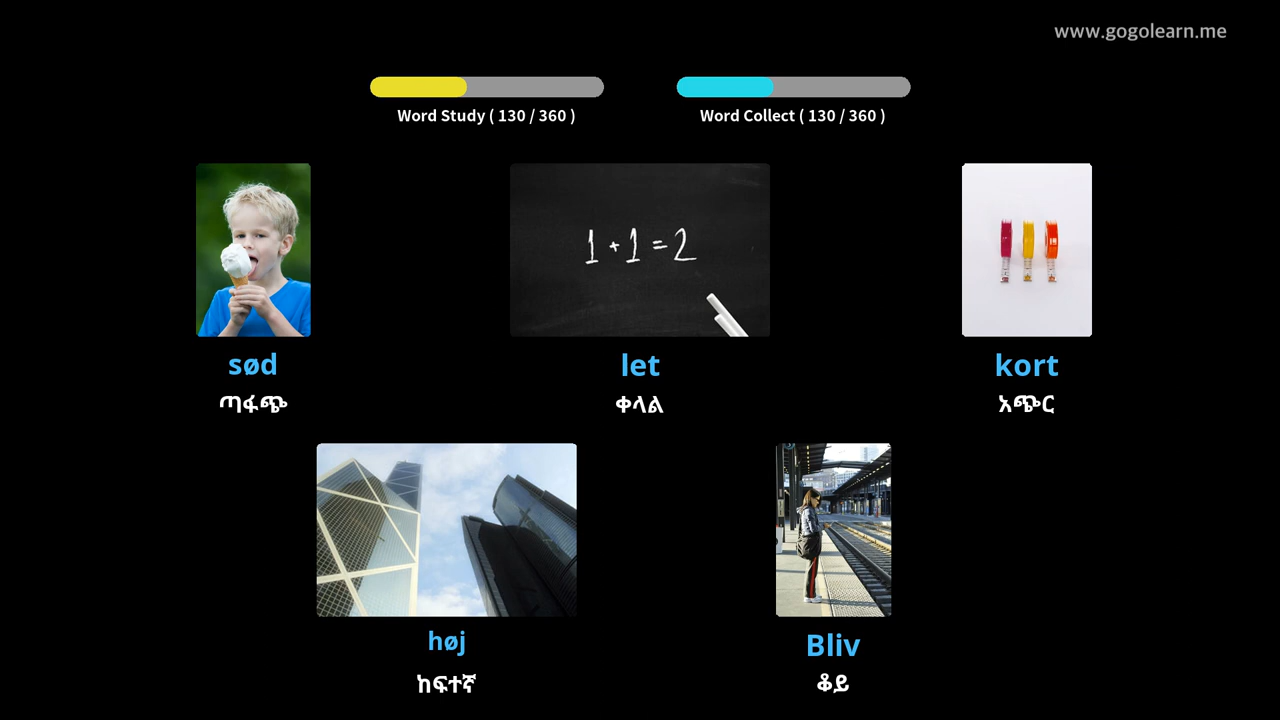 www.gogolearn.me
Word Study ( 130 / 360 )
Word Collect ( 130 / 360 )
1 + 1 = 2
sød
let
kort
ጣፋጭ
ቀላል
አጭር
høj
Bliv
ከፍተኛ
ቆይ